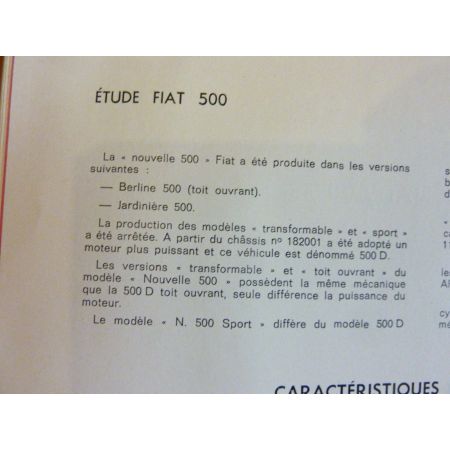 ÉTUDE FIAT 500
La « nouvelle 500 » Fiat a été produite dans les versions
suivantes :
— Berline 500 (toit ouvrant).
— Jardinière 500.
La production des modèles « transformable » et « sport »
a été arrêtée. A partir du châssis nº 182001 a été adopté un
moteur plus puissant et ce véhicule est dénommé 500 D.
Les versions « transformable » et « toit ouvrant » du
modèle « Nouvelle 500 » possèdent la même mécanique
que la 500 D toit ouvrant, seule différence la puissance du
moteur.
Le modèle « N. 500 Sport » diffère du modèle 500 D
CARACTÉRISTIQUES